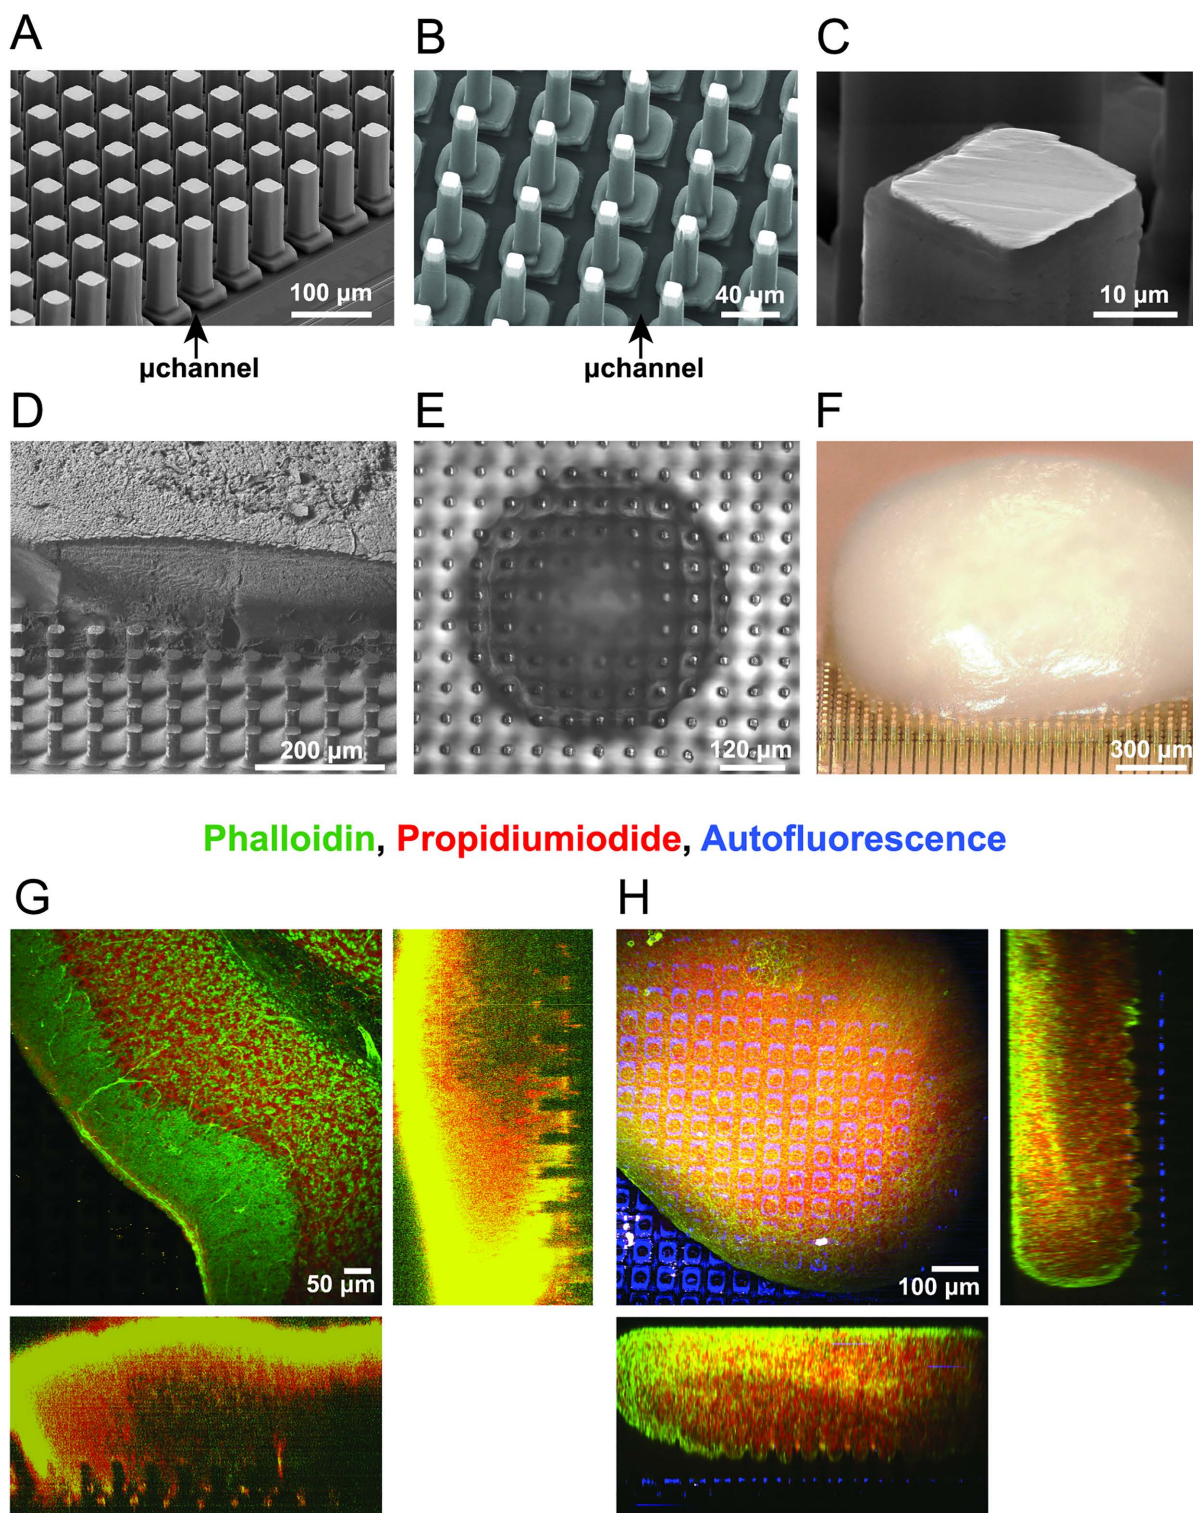 A
B
C
100 µm
40 µm
10 µm
µchannel
µchannel
D
E
F
200 µm
120 µm
300 µm
Phalloidin, Propidiumiodide, Autofluorescence
G
H
50 µm
100 µm